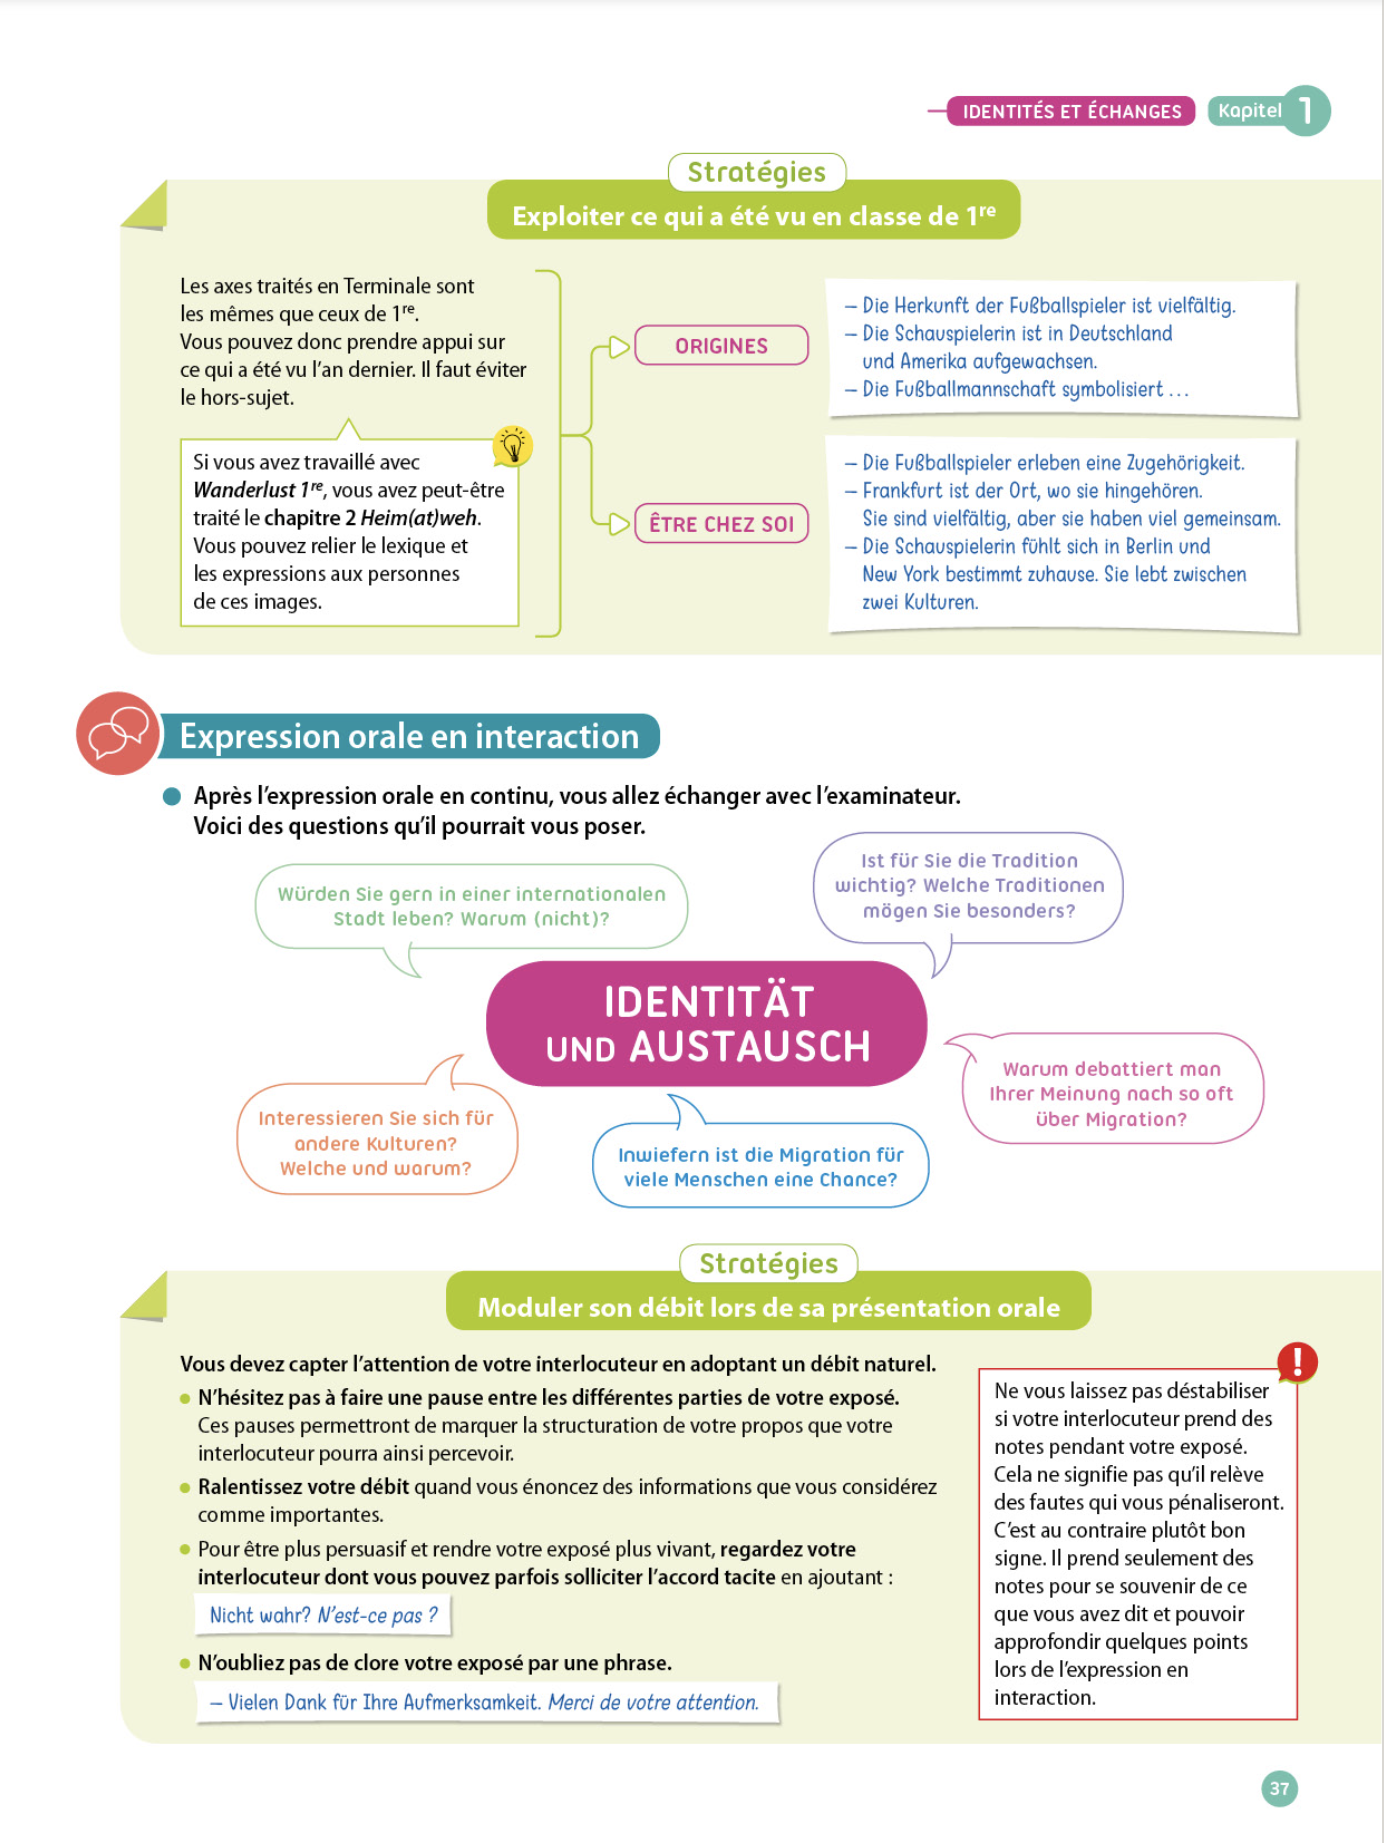 IDENTITÉS ET ÉCHANGES
Kapitel 1
Stratégies
Exploiter ce qui a été vu en classe de 1re
Les axes traités en Terminale sont
les mêmes que ceux de 1re.
Vous pouvez donc prendre appui sur
ce qui a été vu l'an dernier. Il faut éviter
le hors-sujet.
Si vous avez travaillé avec
Wanderlust 1re, vous avez peut-être
traité le chapitre 2 Heim(at)weh.
Vous pouvez relier le lexique et
les expressions aux personnes
de ces images.
ORIGINES
– Die Herkunft der Fußballspieler ist vielfältig.
– Die Schauspielerin ist in Deutschland
und Amerika aufgewachsen.
– Die Fußballmannschaft symbolisiert ...
ÊTRE CHEZ SOI
– Die Fußballspieler erleben eine Zugehörigkeit.
– Frankfurt ist der Ort, wo sie hingehören.
Sie sind vielfältig, aber sie haben viel gemeinsam.
– Die Schauspielerin fühlt sich in Berlin und
New York bestimmt zuhause. Sie lebt zwischen
zwei Kulturen.
Expression orale en interaction
Après l'expression orale en continu, vous allez échanger avec l'examinateur.
Voici des questions qu'il pourrait vous poser.
Würden Sie gern in einer internationalen
Stadt leben? Warum (nicht)?
Ist für Sie die Tradition
wichtig? Welche Traditionen
mögen Sie besonders?
IDENTITÄT
UND AUSTAUSCH
Warum debattiert man
Ihrer Meinung nach so oft
über Migration?
Interessieren Sie sich für
andere Kulturen?
Welche und warum?
Inwiefern ist die Migration für
viele Menschen eine Chance?
Stratégies
Moduler son débit lors de sa présentation orale
Vous devez capter l'attention de votre interlocuteur en adoptant un débit naturel.
● N'hésitez pas à faire une pause entre les différentes parties de votre exposé.
Ces pauses permettront de marquer la structuration de votre propos que votre
interlocuteur pourra ainsi percevoir.
● Ralentissez votre débit quand vous énoncez des informations que vous considérez
comme importantes.
● Pour être plus persuasif et rendre votre exposé plus vivant, regardez votre
interlocuteur dont vous pouvez parfois solliciter l'accord tacite en ajoutant :
Nicht wahr? N'est-ce pas ?
● N'oubliez pas de clore votre exposé par une phrase.
– Vielen Dank für Ihre Aufmerksamkeit. Merci de votre attention.
!
Ne vous laissez pas déstabiliser
si votre interlocuteur prend des
notes pendant votre exposé.
Cela ne signifie pas qu'il relève
des fautes qui vous pénaliseront.
C'est au contraire plutôt bon
signe. Il prend seulement des
notes pour se souvenir de ce
que vous avez dit et pouvoir
approfondir quelques points
lors de l'expression en
interaction.
37